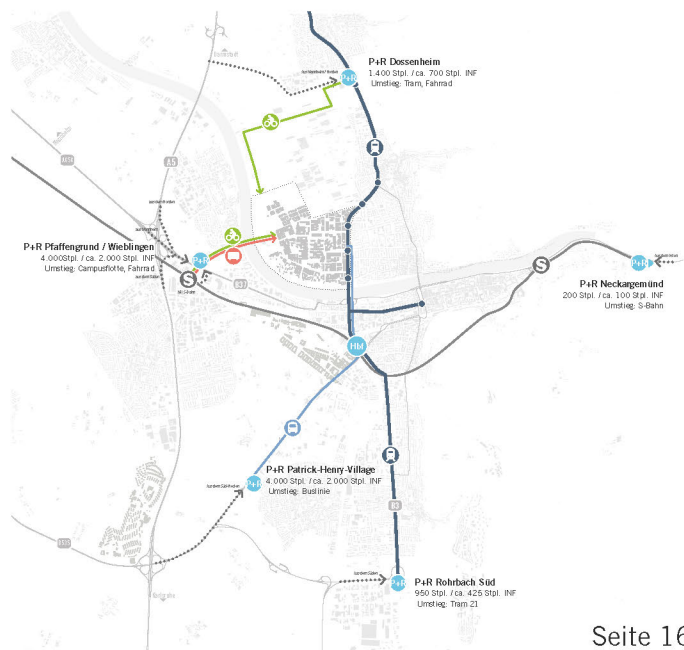 P+R Dossenheim
1.400 Stpl. / ca. 700 Stpl. INF
Umstieg: Tram, Fahrrad
P+R
A5
P+R Pfaffengrund / Wieblingen
4.000Stpl. / ca. 2.000 Stpl. INF
Umstieg: Campusflotte, Fahrrad
P+R
S
B37
S
P+R
P+R Neckargemünd
200 Stpl. / ca. 100 Stpl. INF
Umstieg: S-Bahn
Hbf
P+R Patrick-Henry-Village
4.000 Stpl. / ca. 2.000 Stpl. INF
Umstieg: Buslinie
P+R
B3
P+R Rohrbach Süd
950 Stpl. / ca. 425 Stpl. INF
Umstieg: Tram 21
P+R
Seite 16